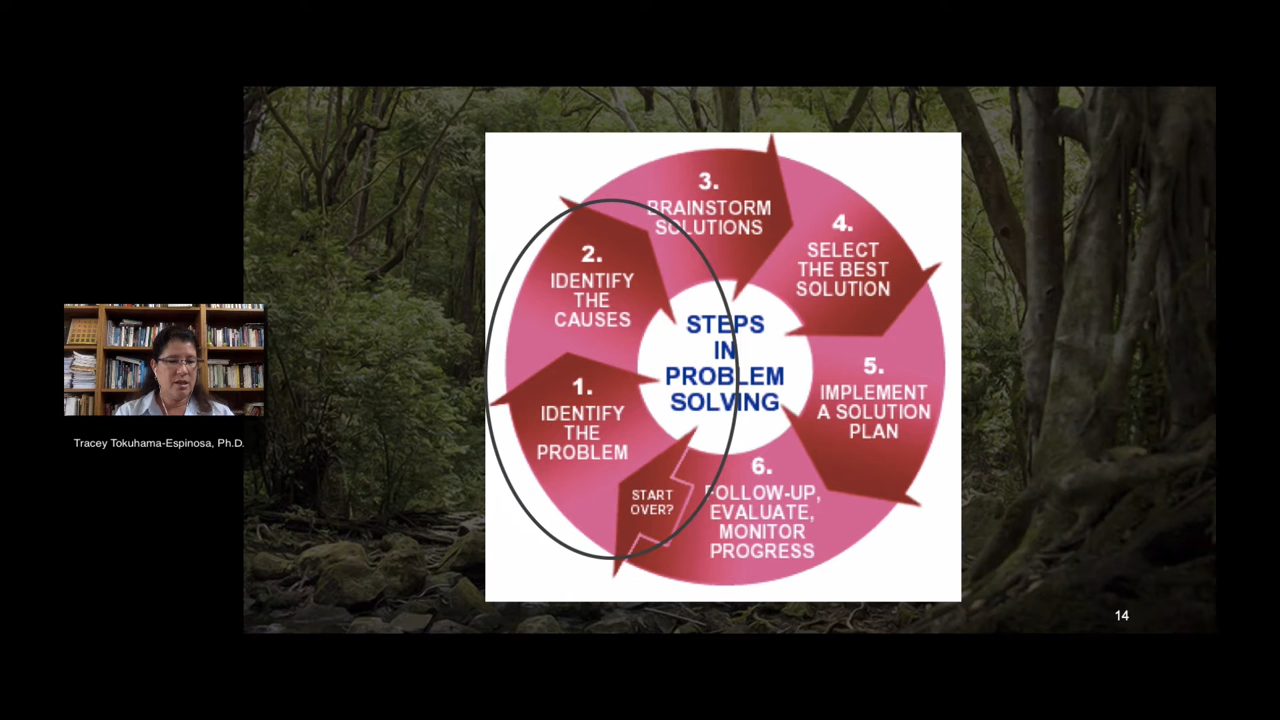 Tracey Tokuhama-Espinosa, Ph.D.
STEPS
IN
PROBLEM
SOLVING
1.
IDENTIFY
THE
PROBLEM
2.
IDENTIFY
THE
CAUSES
3.
BRAINSTORM
SOLUTIONS
4.
SELECT
THE BEST
SOLUTION
5.
IMPLEMENT
A SOLUTION
PLAN
6.
FOLLOW-UP,
EVALUATE,
MONITOR
PROGRESS
START
OVER?
14